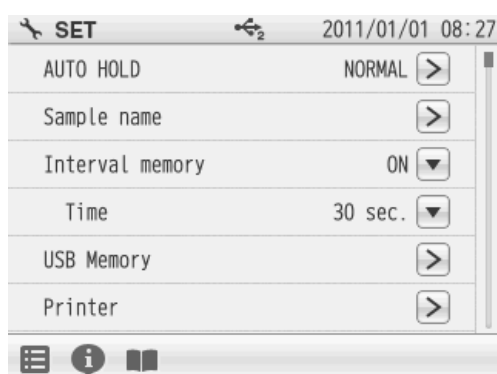 SET 2 2011/01/01 08:27
AUTO HOLD NORMAL >
Sample name >
Interval memory ON
Time 30 sec.
USB Memory >
Printer >